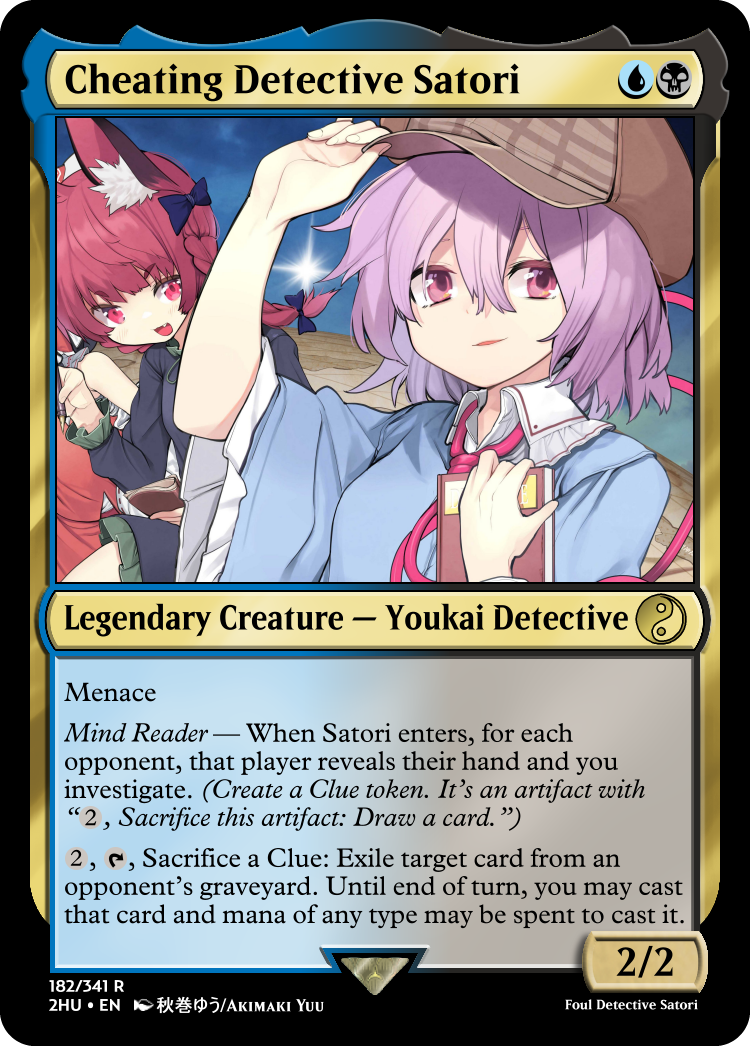 Cheating Detective Satori
Legendary Creature — Youkai Detective
Menace
Mind Reader — When Satori enters, for each
opponent, that player reveals their hand and you
investigate. (Create a Clue token. It's an artifact with
“2, Sacrifice this artifact: Draw a card.”)
2, , Sacrifice a Clue: Exile target card from an
opponent's graveyard. Until end of turn, you may cast
that card and mana of any type may be spent to cast it.
2/2
182/341 R
2HU • EN 秋巻ゆう/Akimaki Yuu
Foul Detective Satori